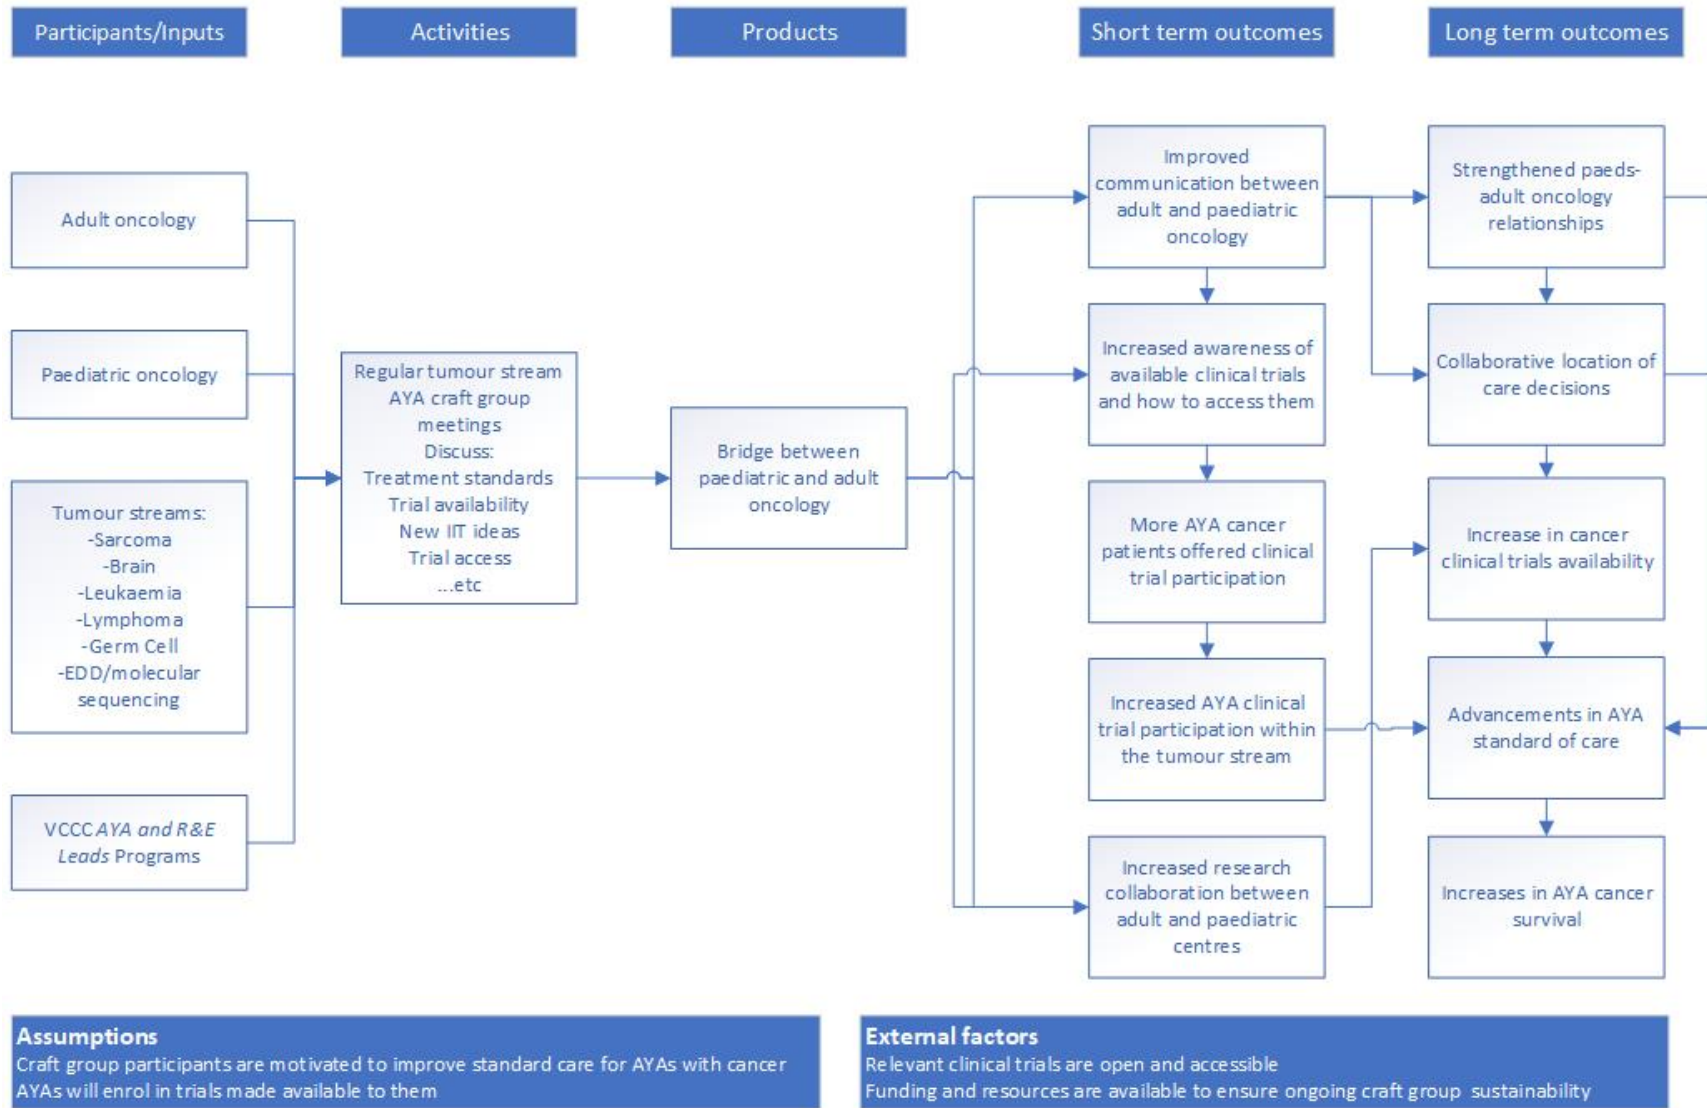 Participants/Inputs
Activities
Products
Short term outcomes
Long term outcomes
Adult oncology
Paediatric oncology
Tumour streams:
-Sarcoma
-Brain
-Leukaemia
-Lymphoma
-Germ Cell
-EDD/molecular
sequencing
VCCC AYA and R&E
Leads Programs
Regular tumour stream
AYA craft group
meetings
Discuss:
Treatment standards
Trial availability
New IIT ideas
Trial access
...etc
Bridge between
paediatric and adult
oncology
Improved
communication between
adult and paediatric
oncology
Increased awareness of
available clinical trials
and how to access them
More AYA cancer
patients offered clinical
trial participation
Increased AYA clinical
trial participation within
the tumour stream
Increased research
collaboration between
adult and paediatric
centres
Strengthened paeds-
adult oncology
relationships
Collaborative location of
care decisions
Increase in cancer
clinical trials availability
Advancements in AYA
standard of care
Increases in AYA cancer
survival
Assumptions
Craft group participants are motivated to improve standard care for AYAs with cancer
AYAs will enrol in trials made available to them
External factors
Relevant clinical trials are open and accessible
Funding and resources are available to ensure ongoing craft group sustainability